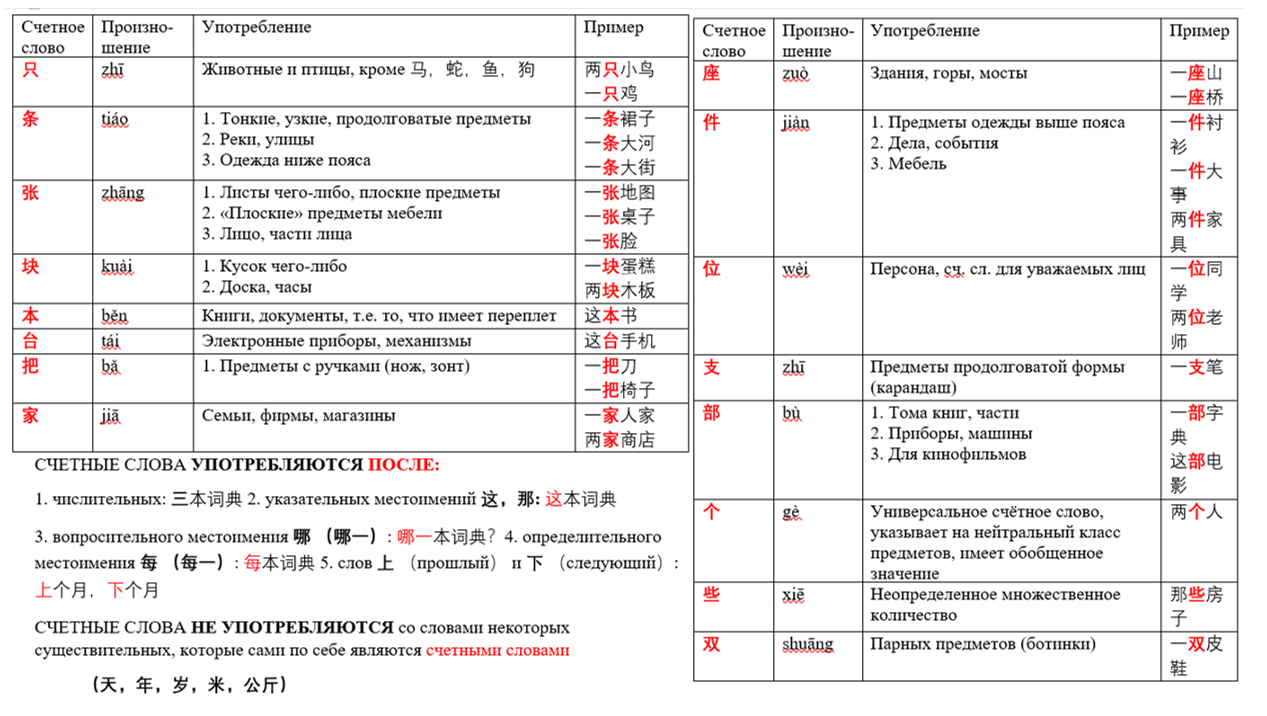 Счетное слово Произно-шение Употребление Пример
只 zhī Животные и птицы, кроме 马，蛇，鱼，狗 两只小鸟
一只鸡
条 tiáo 1. Тонкие, узкие, продолговатые предметы 一条裙子
2. Реки, улицы 一条大河
3. Одежда ниже пояса 一条大街
张 zhāng 1. Листы чего-либо, плоские предметы 一张地图
2. «Плоские» предметы мебели 一张桌子
3. Лицо, части лица 一张脸
块 kuài 1. Кусок чего-либо 一块蛋糕
2. Доска, часы 两块木板
本 běn Книги, документы, т.е. то, что имеет переплет 这本书
台 tái Электронные приборы, механизмы 这台手机
把 bǎ 1. Предметы с ручками (нож, зонт) 一把刀
一把椅子
家 jiā Семьи, фирмы, магазины 一家人家
两家商店
СЧЕТНЫЕ СЛОВА УПОТРЕБЛЯЮТСЯ ПОСЛЕ:
1. числительных: 三本词典 2. указательных местоимений 这，那: 这本词典
3. вопросительного местоимения 哪 （哪一）: 哪一本词典？ 4. определительного
местоимения 每 （每一）: 每本词典 5. слов 上 （прошлый） и 下 （следующий）:
上个月，下个月
СЧЕТНЫЕ СЛОВА НЕ УПОТРЕБЛЯЮТСЯ со словами некоторых
существительных, которые сами по себе являются счетными словами
（天，年，岁，米，公斤）
Счетное слово Произно-шение Употребление Пример
座 zuò Здания, горы, мосты 一座山
一座桥
件 jiàn 1. Предметы одежды выше пояса 一件衬
2. Дела, события 衫
3. Мебель 一件大
事
两件家
具
位 wèi Персона, сч. сл. для уважаемых лиц 一位同
学
两位老
师
支 zhī Предметы продолговатой формы 一支笔
(карандаш)
部 bù 1. Тома книг, части 一部字
2. Приборы, машины 典
3. Для кинофильмов 这部电
影
个 gè Универсальное счётное слово, 两个人
указывает на нейтральный класс
предметов, имеет обобщенное
значение
些 xiē Неопределенное множественное 那些房
количество 子
双 shuāng Парных предметов (ботинки) 一双皮
鞋